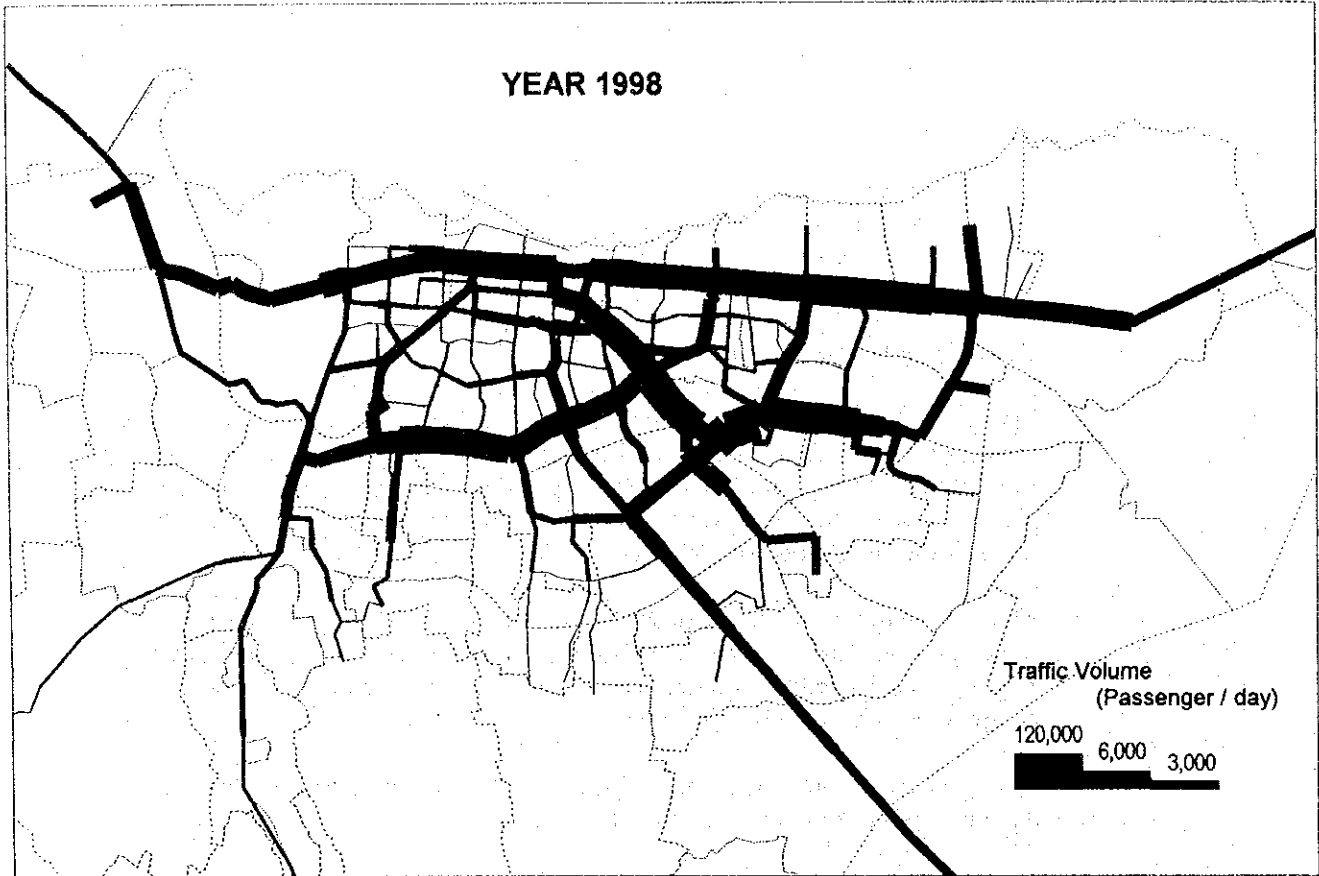 YEAR 1998
Traffic Volume
(Passenger / day)
120,000 6,000 3,000